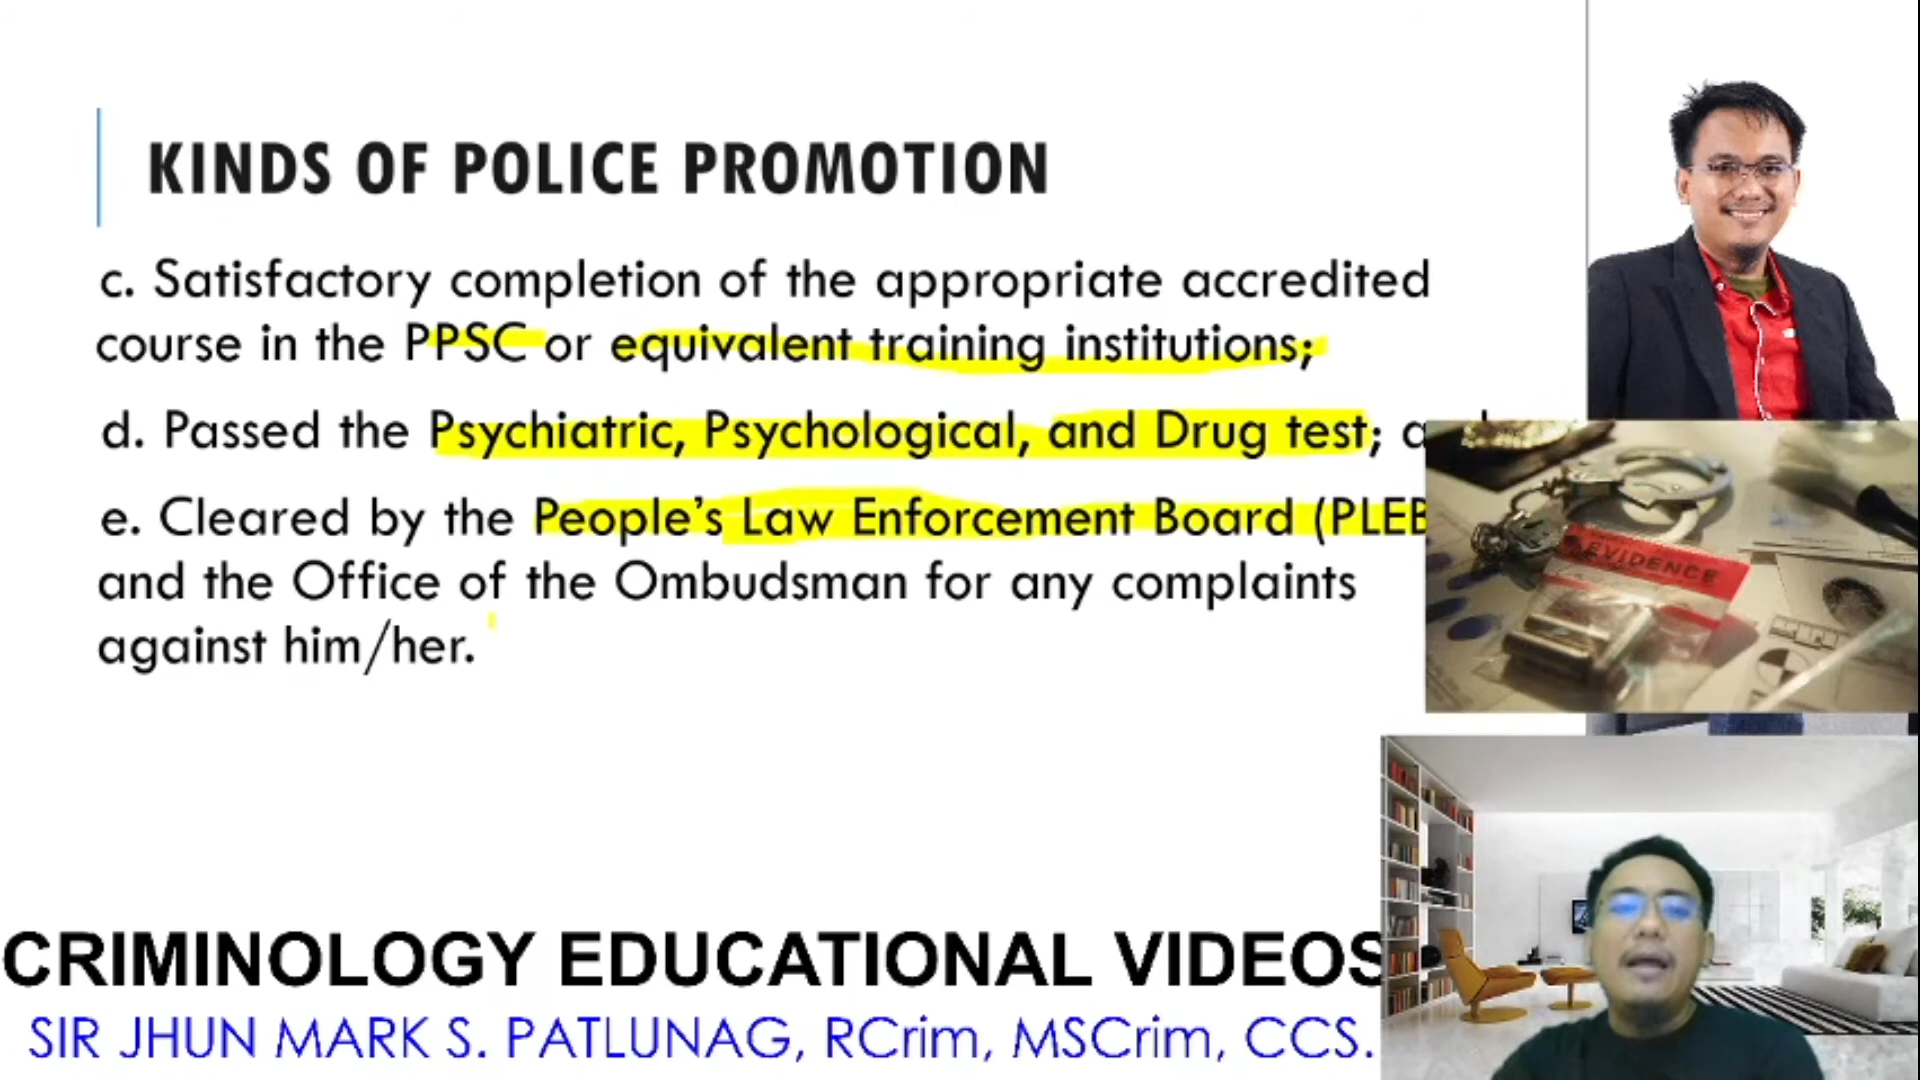 KINDS OF POLICE PROMOTION
c. Satisfactory completion of the appropriate accredited
course in the PPSC or equivalent training institutions;
d. Passed the Psychiatric, Psychological, and Drug test;
e. Cleared by the People's Law Enforcement Board (PLEB
and the Office of the Ombudsman for any complaints
against him/her.
EVIDENCE
CRIMINOLOGY EDUCATIONAL VIDEOS
SIR JHUN MARK S. PATLUNAG, RCrim, MSCrim, CCS.